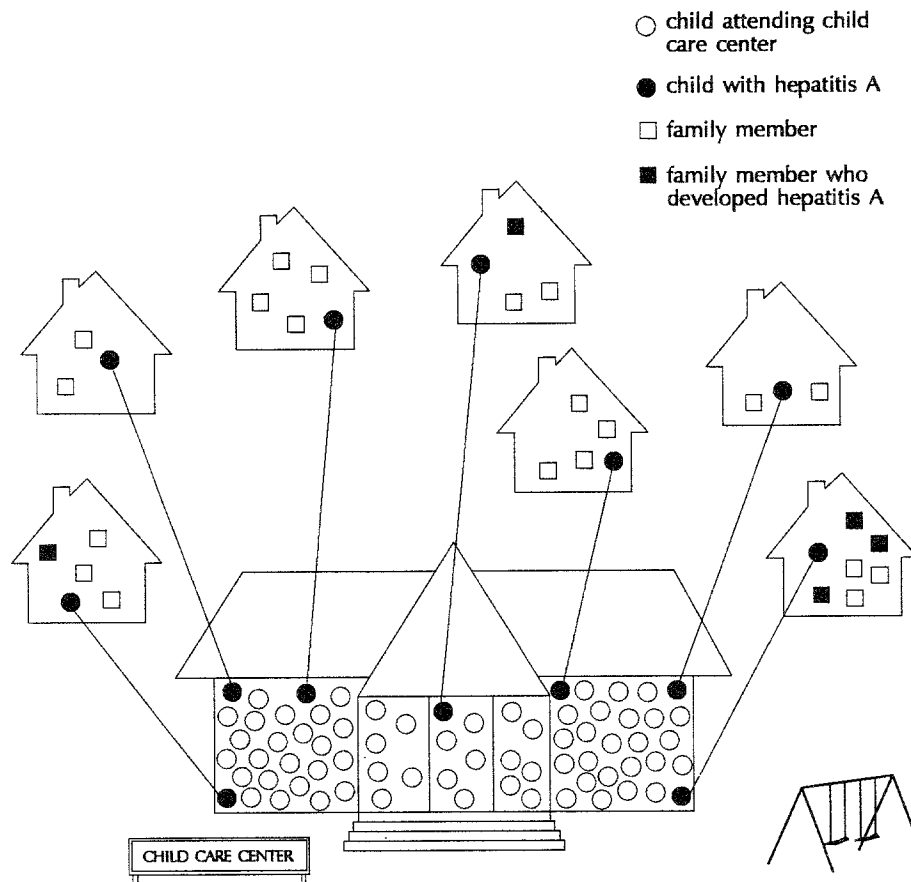 child attending child
care center
child with hepatitis A
family member
family member who
developed hepatitis A
CHILD CARE CENTER